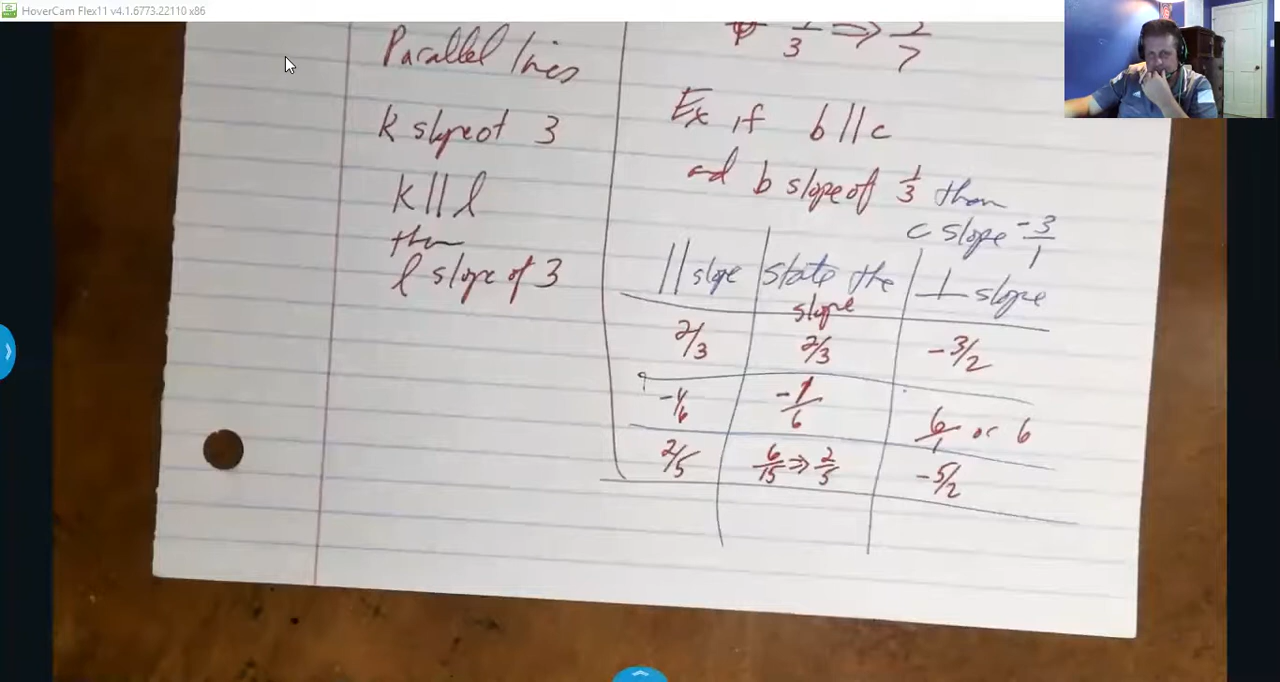 HoverCam Flex11 v4.1.6773.22110 x86
Parallel lines
k slope of 3
k || l
then
l slope of 3
3 ⇒ 7
Ex if b || c
and b slope of 1/3 then
c slope -3/1
|| slope | state the slope | ⊥ slope
2/3 | 2/3 | -3/2
-1/6 | -1/6 | 6/1 or 6
2/5 | 6/15 ⇒ 2/5 | -5/2